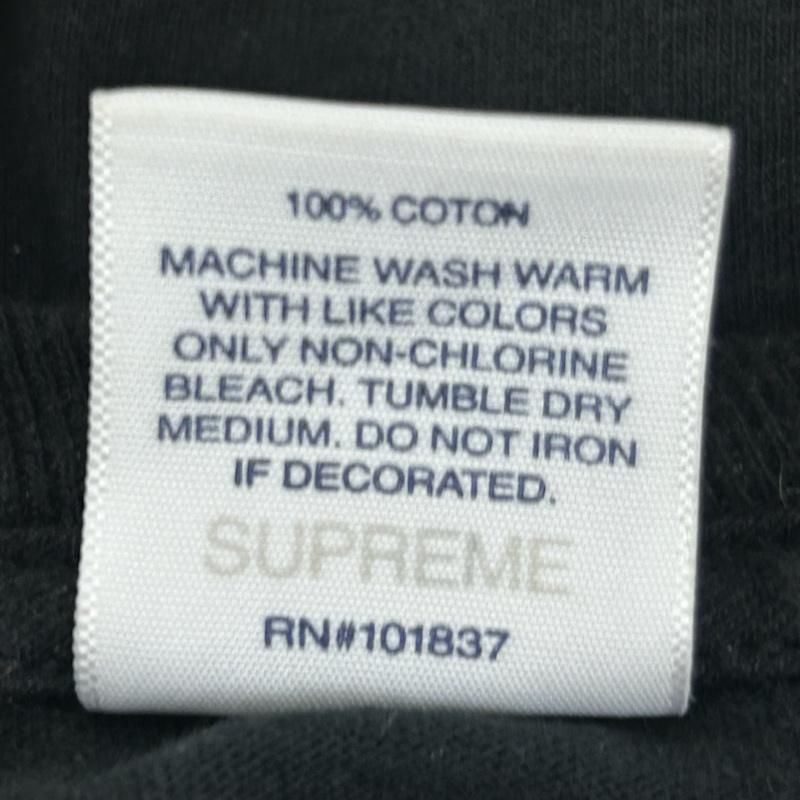 100% COTON
MACHINE WASH WARM
WITH LIKE COLORS
ONLY NON-CHLORINE
BLEACH. TUMBLE DRY
MEDIUM. DO NOT IRON
IF DECORATED.
SUPREME
RN#101837